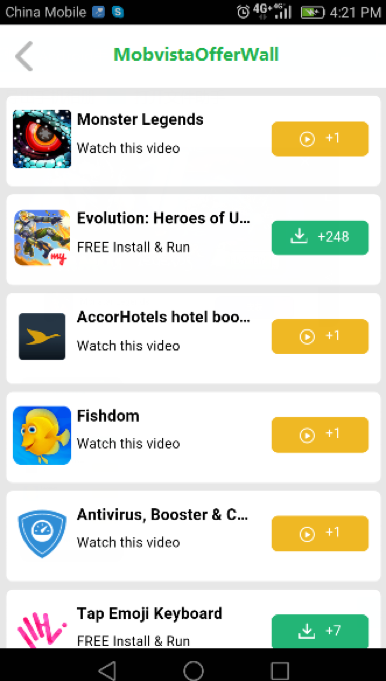 China Mobile 4G+ 4G 4:21 PM
MobvistaOfferWall
Monster Legends
Watch this video
+1
Evolution: Heroes of U...
FREE Install & Run
+248
my
AccorHotels hotel boo...
Watch this video
+1
Fishdom
Watch this video
+1
Antivirus, Booster & C...
Watch this video
+1
Tap Emoji Keyboard
FREE Install & Run
+7